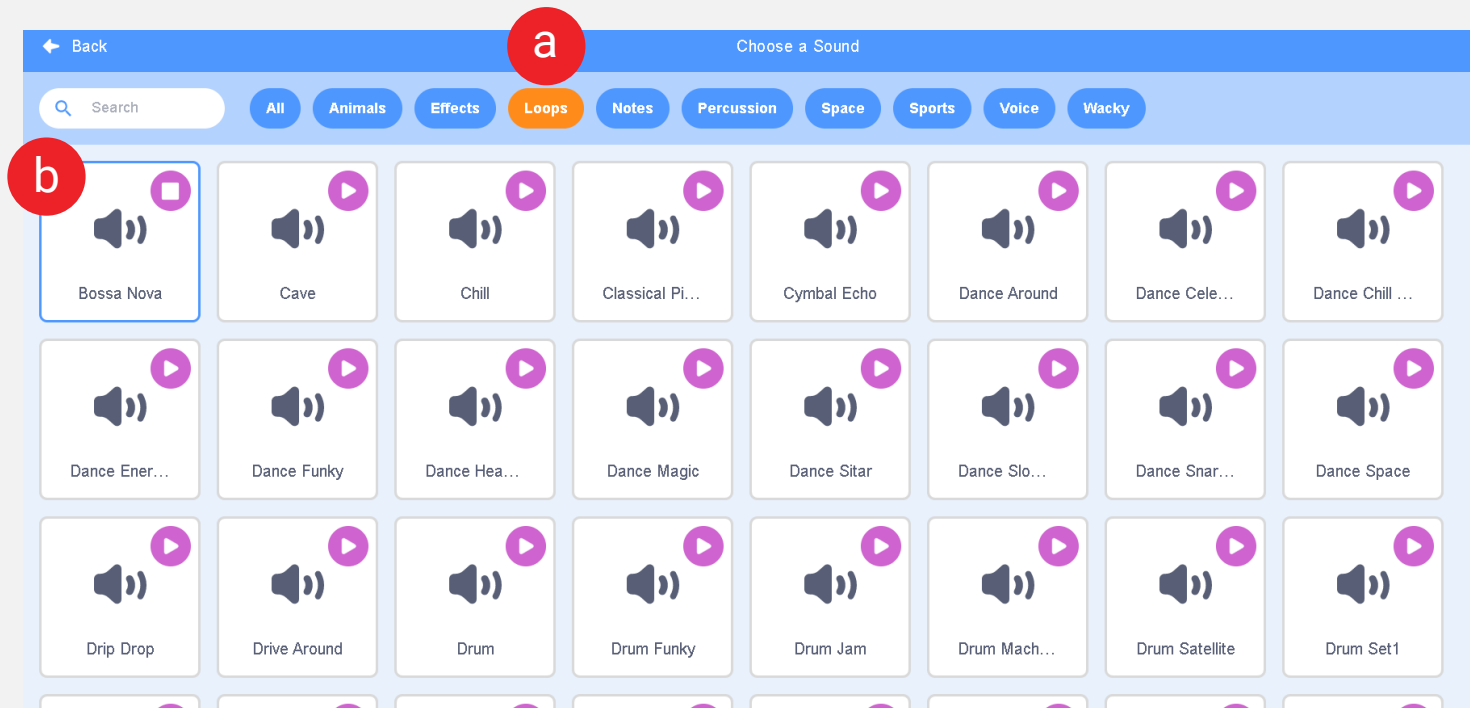 a
Back
Choose a Sound
Search
All
Animals
Effects
Loops
Notes
Percussion
Space
Sports
Voice
Wacky
b
Bossa Nova
Cave
Chill
Classical Pi...
Cymbal Echo
Dance Around
Dance Cele...
Dance Chill ...
Dance Ener...
Dance Funky
Dance Hea...
Dance Magic
Dance Sitar
Dance Slo...
Dance Snar...
Dance Space
Drip Drop
Drive Around
Drum
Drum Funky
Drum Jam
Drum Mach...
Drum Satellite
Drum Set1